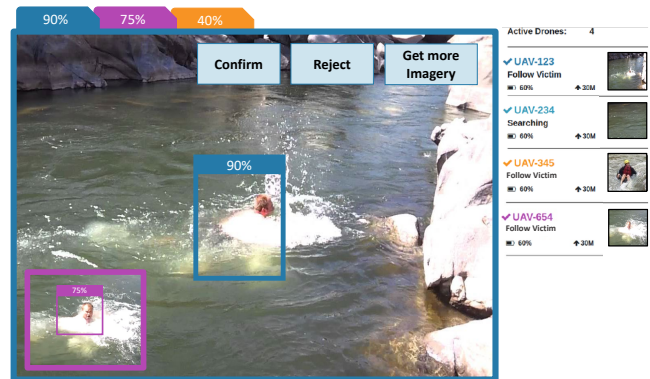 90%
75%
40%
Confirm
Reject
Get more
Imagery
90%
75%
Active Drones: 4
UAV-123
Follow Victim
60% 30M
UAV-234
Searching
60% 30M
UAV-345
Follow Victim
60% 30M
UAV-654
Follow Victim
60% 30M